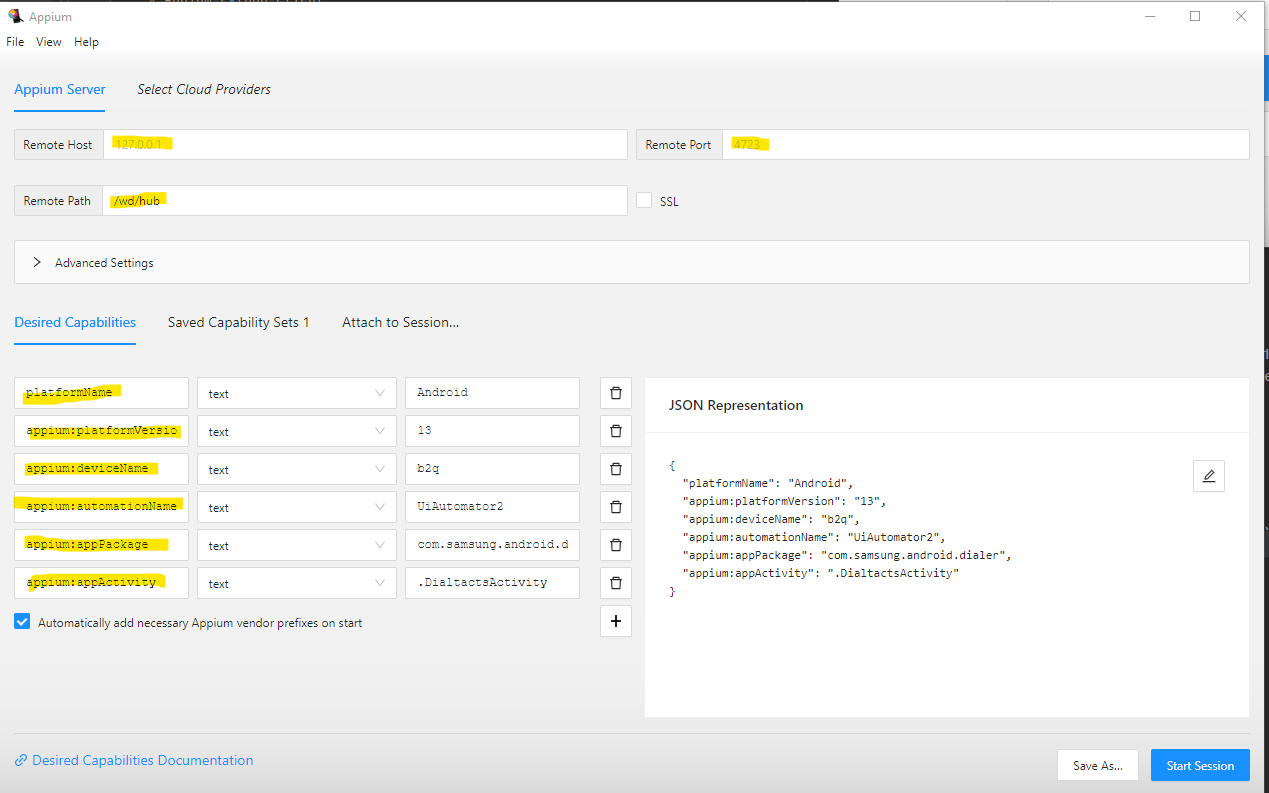 Appium
File View Help
Appium Server Select Cloud Providers
Remote Host 127.0.0.1 Remote Port 4723
Remote Path /wd/hub SSL
Advanced Settings
Desired Capabilities Saved Capability Sets 1 Attach to Session...
platformName text Android
appium:platformVersio text 13
appium:deviceName text b2q
appium:automationName text UiAutomator2
appium:appPackage text com.samsung.android.d
appium:appActivity text .DialtactsActivity
Automatically add necessary Appium vendor prefixes on start
JSON Representation
{
"platformName": "Android",
"appium:platformVersion": "13",
"appium:deviceName": "b2q",
"appium:automationName": "UiAutomator2",
"appium:appPackage": "com.samsung.android.dialer",
"appium:appActivity": ".DialtactsActivity"
}
Desired Capabilities Documentation
Save As... Start Session